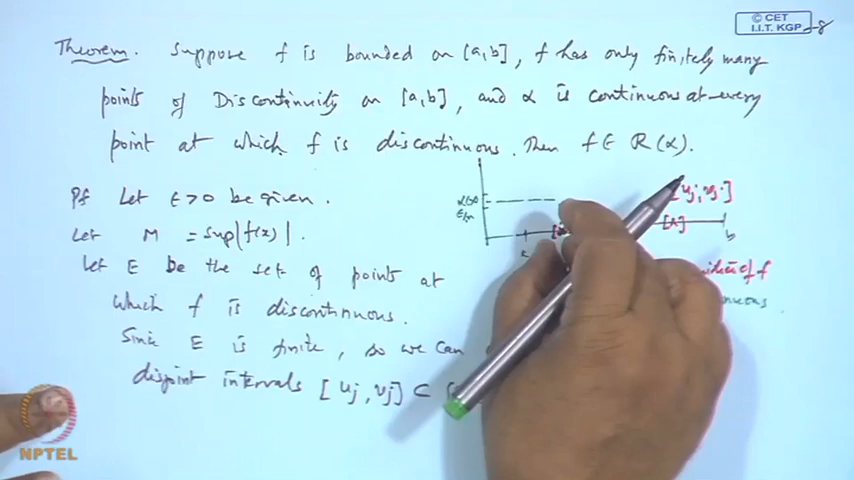 © CET
I.I.T. KGP
Theorem. Suppose f is bounded on [a,b], f has only finitely many
points of Discontinuity on [a,b], and α is continuous at every
point at which f is discontinuous. Then f ∈ R(α).
Pf Let ε>0 be given.
[uj, vj]
Let M = sup|f(x)|.
b
Let E be the set of points at
of f
which f is discontinuous.
Since E is finite, so we can
disjoint intervals [uj, vj] ⊂
NPTEL